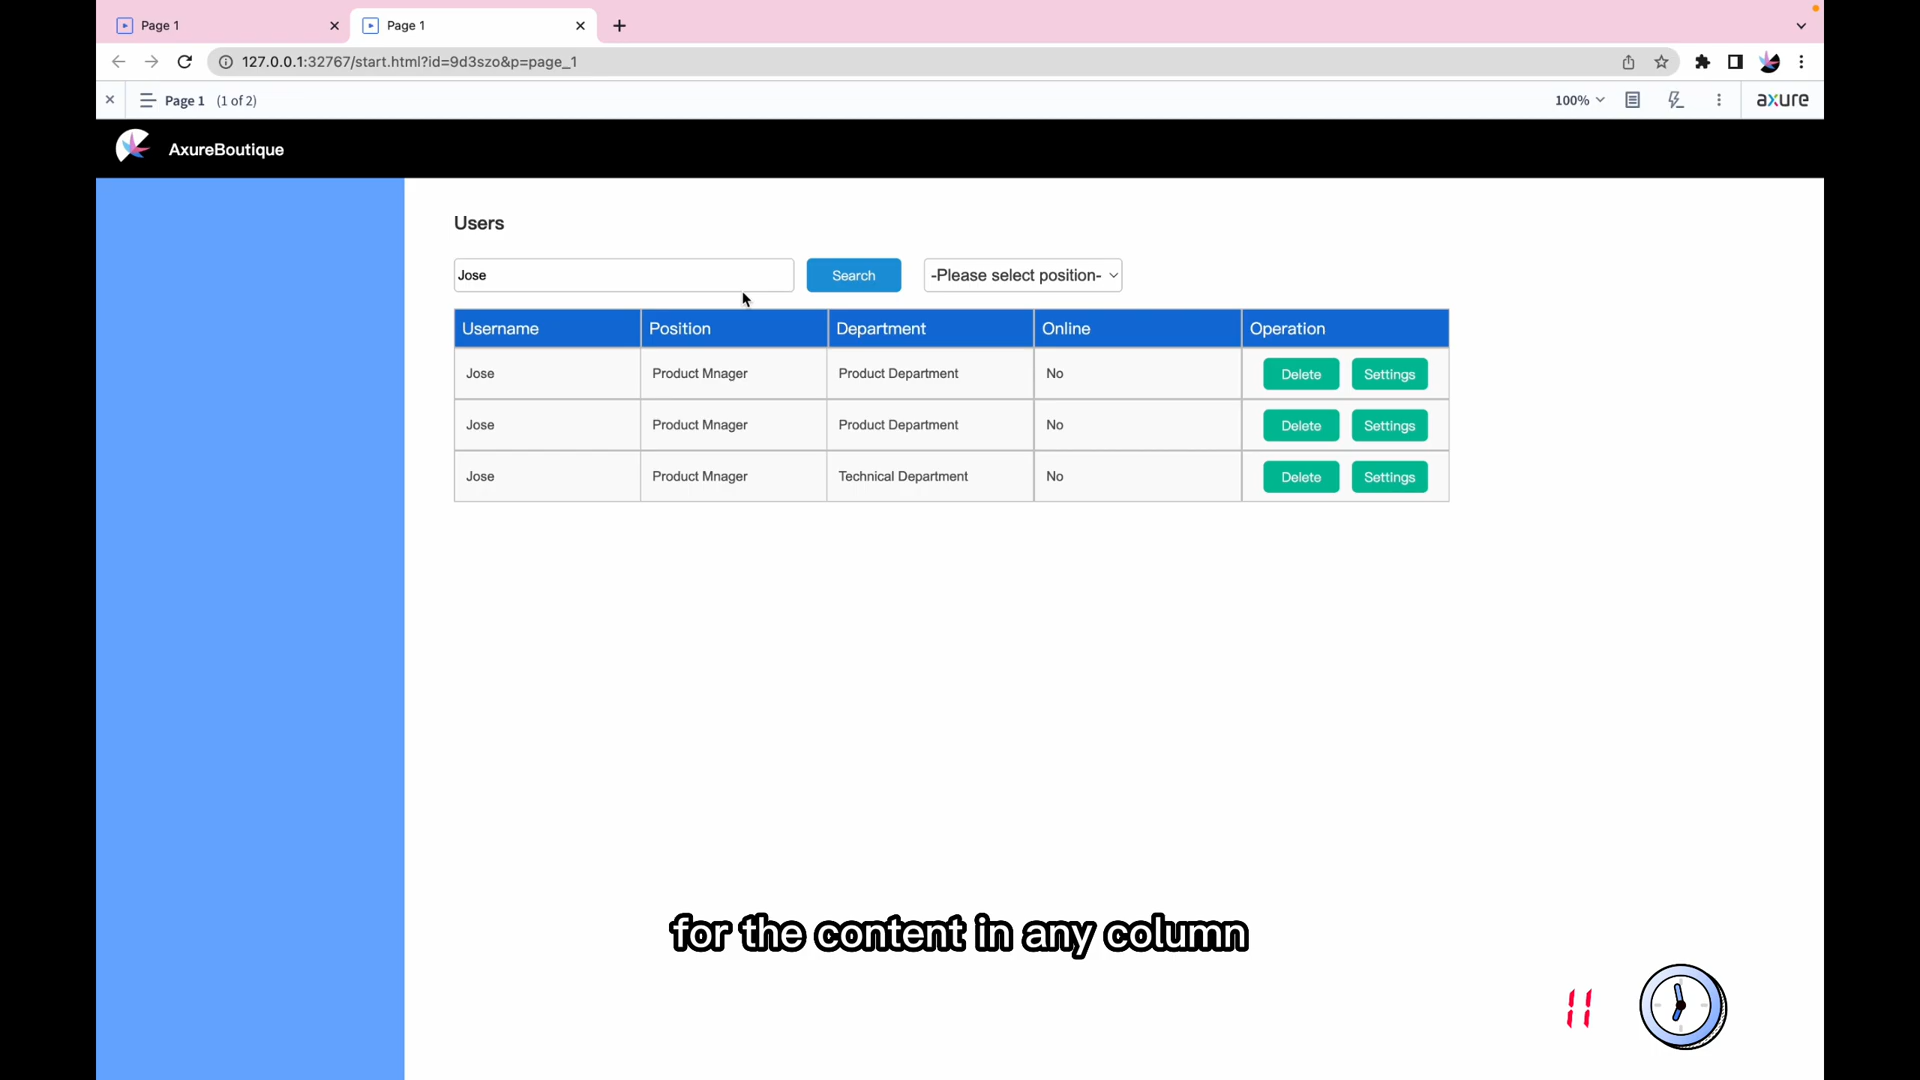 Page 1
Page 1
127.0.0.1:32767/start.html?id=9d3szo&p=page_1
Page 1 (1 of 2)
100%
axure
AxureBoutique
Users
Jose
Search
-Please select position-
Username Position Department Online Operation
Jose Product Mnager Product Department No Delete Settings
Jose Product Mnager Product Department No Delete Settings
Jose Product Mnager Technical Department No Delete Settings
for the content in any column
11